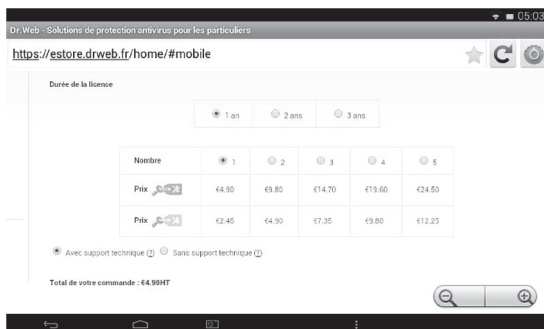 05:03
Dr.Web - Solutions de protection antivirus pour les particuliers
https://estore.drweb.fr/home/#mobile
Durée de la licence
1 an 2 ans 3 ans
Nombre 1 2 3 4 5
Prix €4.90 €9.80 €14.70 €19.60 €24.50
Prix €2.45 €4.90 €7.35 €9.80 €12.25
Avec support technique (?) Sans support technique (?)
Total de votre commande : €4.90HT